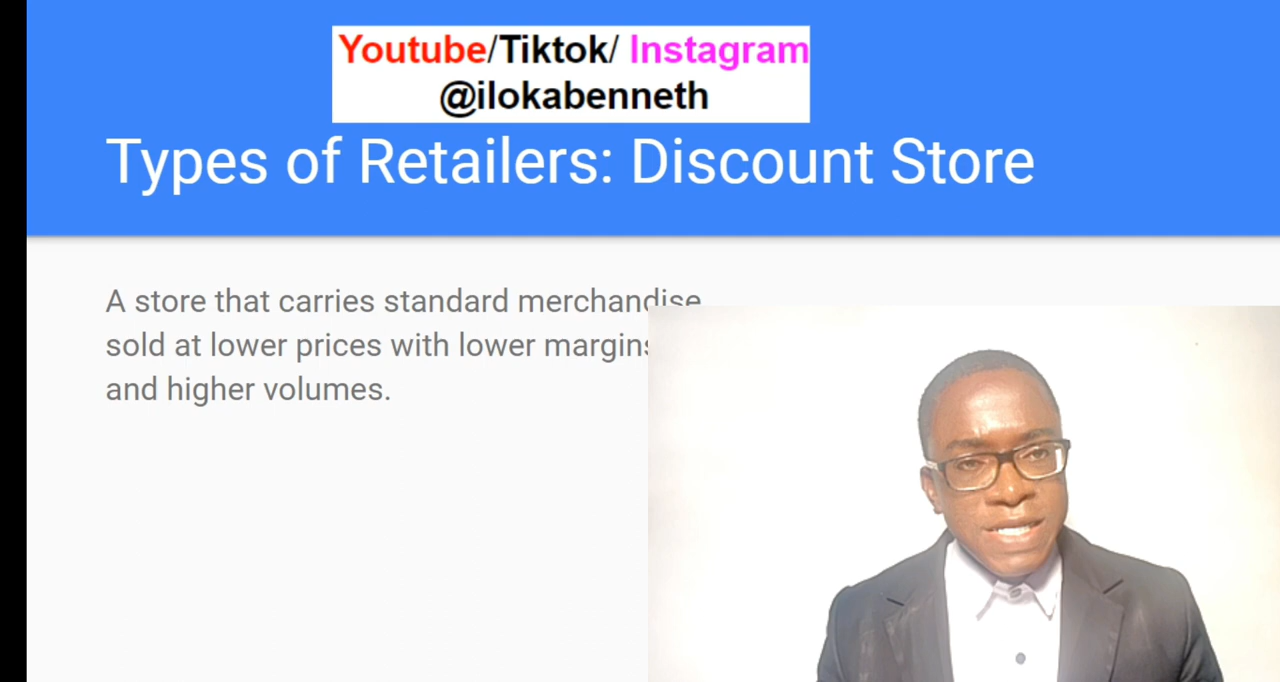 Youtube/Tiktok/ Instagram
@ilokabenneth
Types of Retailers: Discount Store
A store that carries standard merchandise
sold at lower prices with lower margins
and higher volumes.